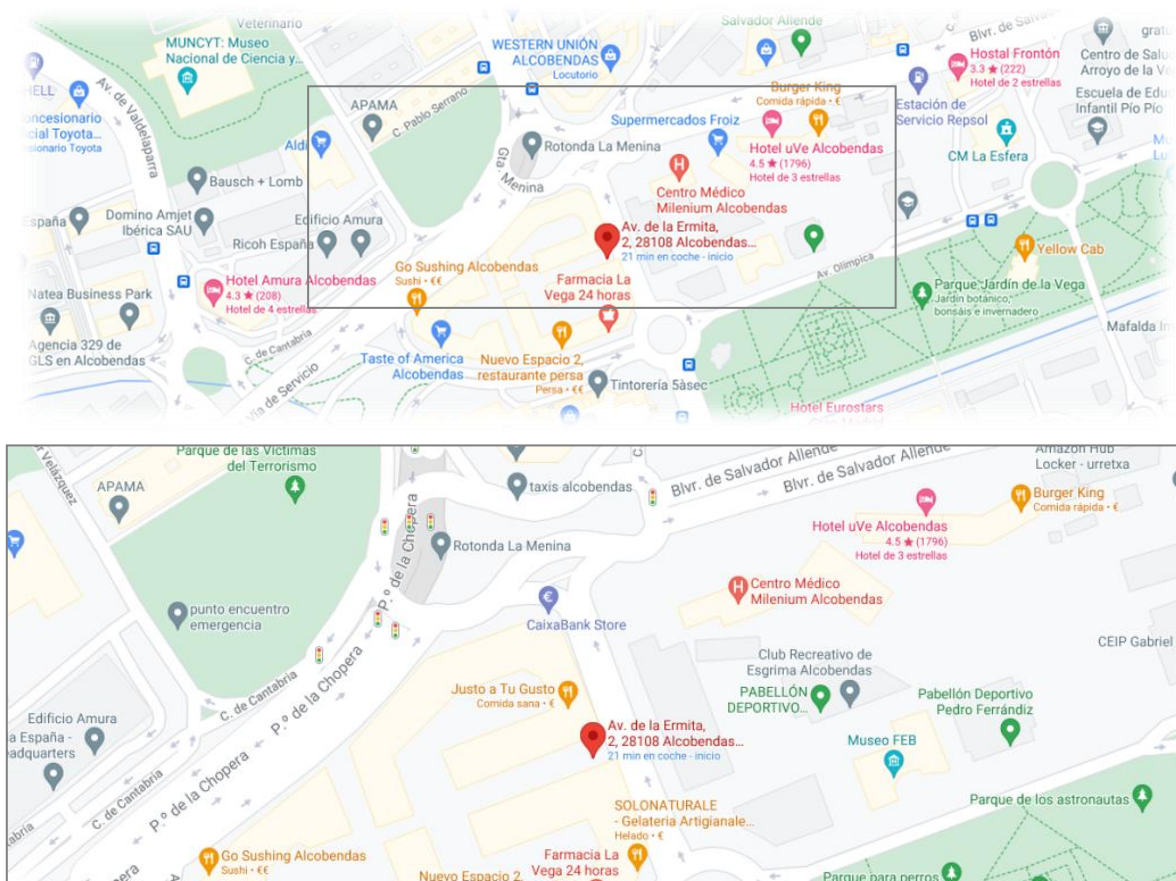 Veterinario
MUNCYT: Museo
Nacional de Ciencia y...
WESTERN UNIÓN
ALCOBENDAS
Locutorio
Salvador Allende
Blvr. de Salv
Hostal Frontón
3.3 ★ (222)
Hotel de 2 estrellas
Centro de Salu
Arroyo de la Ve
Escuela de Educ
Infantil Pío Pío
HELL
Av. de Valdelaparra
oncesionario
cial Toyota...
sionario Toyota
APAMA
C. Pablo Serrano
Aldi
Gta. Menina
Rotonda La Menina
Supermercados Froiz
Burger King
Comida rápida • €
Estación de
Servicio Repsol
Hotel uVe Alcobendas
4.5 ★ (1796)
Hotel de 3 estrellas
CM La Esfera
Bausch + Lomb
Centro Médico
Milenium Alcobendas
España
Domino Amjet
Ibérica SAU
Edificio Amura
Ricoh España
Av. de la Ermita,
2, 28108 Alcobendas...
21 min en coche - inicio
Yellow Cab
Av. Olímpica
Go Sushing Alcobendas
Sushi • €€
Hotel Amura Alcobendas
4.3 ★ (208)
Hotel de 4 estrellas
Farmacia La
Vega 24 horas
Parque Jardín de la Vega
Jardín botánico,
bonsáis e invernadero
Natea Business Park
Agencia 329 de
GLS en Alcobendas
C. de Cantabria
Vía de Servicio
Taste of America
Alcobendas
Nuevo Espacio 2,
restaurante persa
Persa • €€
Tintorería 5àsec
Mafalda
Hotel Eurostars
Velázquez
Parque de las Víctimas
del Terrorismo
APAMA
taxis alcobendas
Blvr. de Salvador Allende
Blvr. de Salvador Allende
Amazon Hub
Locker - urretxa
Burger King
Comida rápida • €
Hotel uVe Alcobendas
4.5 ★ (1796)
Hotel de 3 estrellas
P.º de la Chopera
Rotonda La Menina
Centro Médico
Milenium Alcobendas
punto encuentro
emergencia
CaixaBank Store
CEIP Gabriel
Club Recreativo de
Esgrima Alcobendas
C. de Cantabria
P.º de la Chopera
Justo a Tu Gusto
Comida sana • €
PABELLÓN
DEPORTIVO...
Pabellón Deportivo
Pedro Ferrándiz
Edificio Amura
a España -
eadquarters
Av. de la Ermita,
2, 28108 Alcobendas...
21 min en coche - inicio
Museo FEB
C. de Cantabria
P.º de la Chopera
Parque de los astronautas
SOLONATURALE
- Gelateria Artigianale...
Helado • €
abria
Go Sushing Alcobendas
Sushi • €€
Farmacia La
Vega 24 horas
Nuevo Espacio 2,
Parque para perros
pera